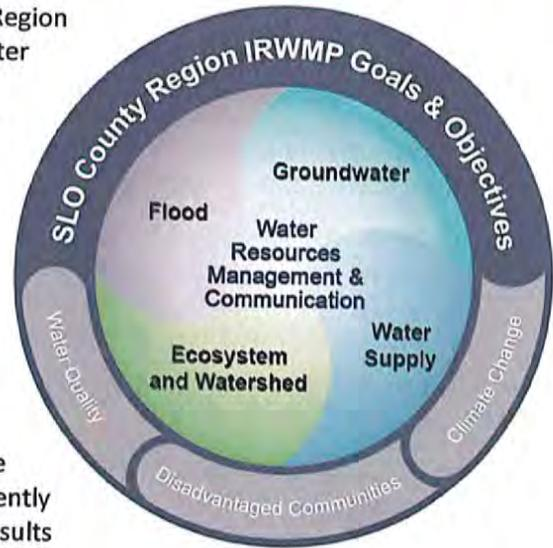 Region
ter
SLO County Region IRWMP Goals & Objectives
Groundwater
Flood
Water
Resources
Management &
Communication
Water
Supply
Ecosystem
and Watershed
Water Quality
Disadvantaged Communities
Climate Change
e
ently
sults